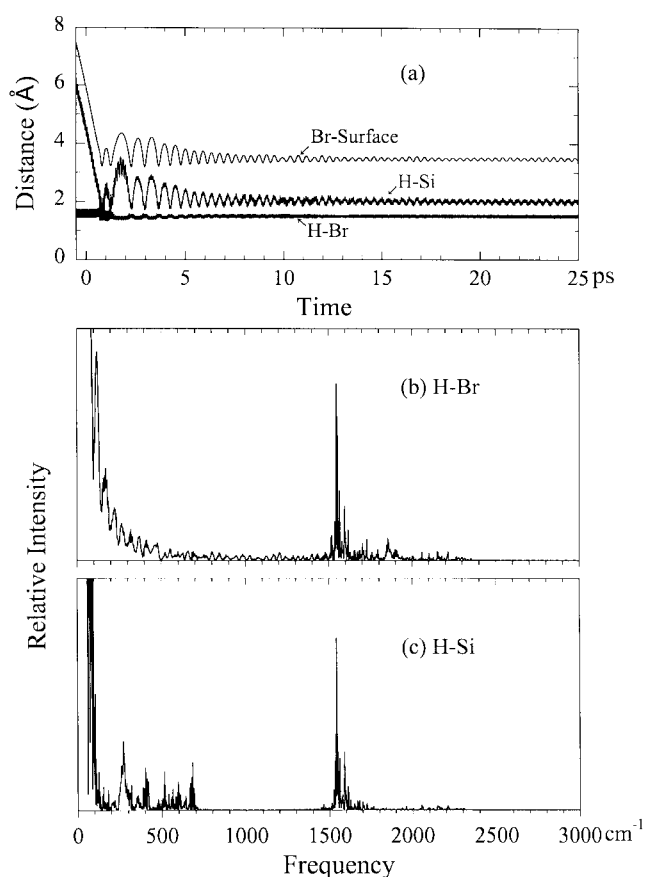 8
(a)
6
Distance (Å)
Br-Surface
4
H-Si
2
H-Br
0
0 5 10 15 20 25 ps
Time
(b) H-Br
Relative Intensity
(c) H-Si
0 500 1000 1500 2000 2500 3000 cm⁻¹
Frequency